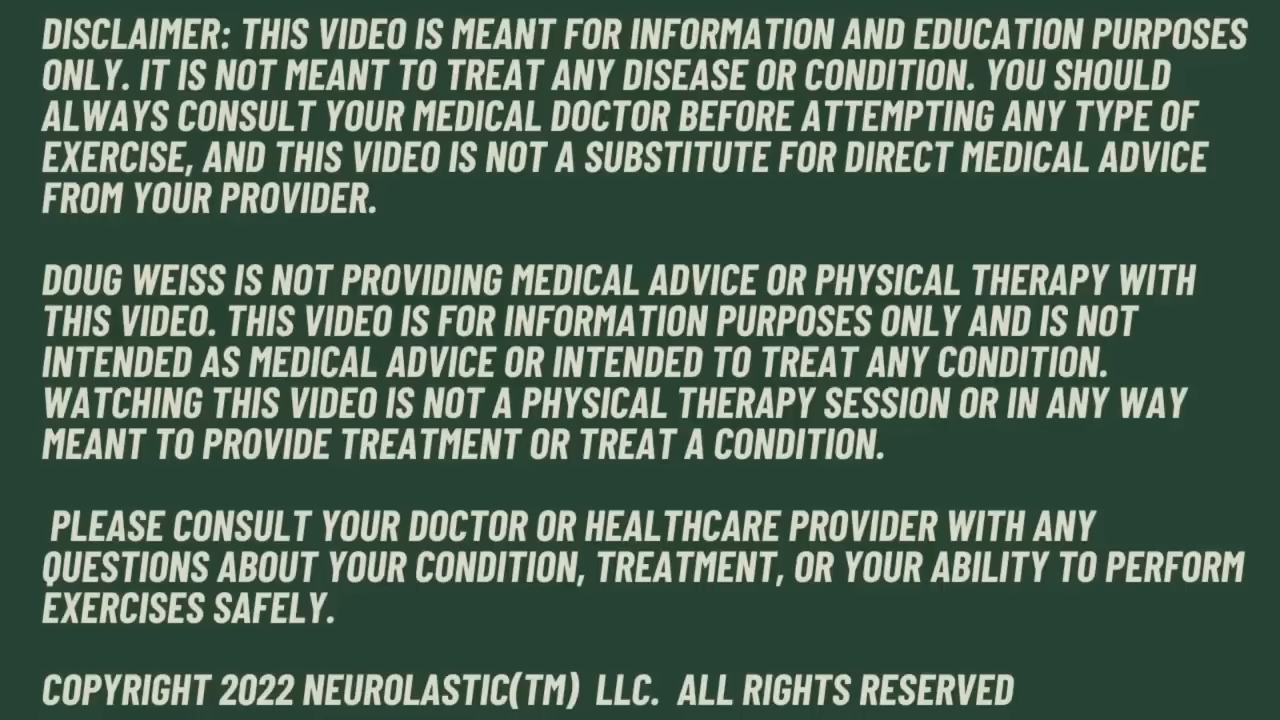 DISCLAIMER: THIS VIDEO IS MEANT FOR INFORMATION AND EDUCATION PURPOSES
ONLY. IT IS NOT MEANT TO TREAT ANY DISEASE OR CONDITION. YOU SHOULD
ALWAYS CONSULT YOUR MEDICAL DOCTOR BEFORE ATTEMPTING ANY TYPE OF
EXERCISE, AND THIS VIDEO IS NOT A SUBSTITUTE FOR DIRECT MEDICAL ADVICE
FROM YOUR PROVIDER.
DOUG WEISS IS NOT PROVIDING MEDICAL ADVICE OR PHYSICAL THERAPY WITH
THIS VIDEO. THIS VIDEO IS FOR INFORMATION PURPOSES ONLY AND IS NOT
INTENDED AS MEDICAL ADVICE OR INTENDED TO TREAT ANY CONDITION.
WATCHING THIS VIDEO IS NOT A PHYSICAL THERAPY SESSION OR IN ANY WAY
MEANT TO PROVIDE TREATMENT OR TREAT A CONDITION.
PLEASE CONSULT YOUR DOCTOR OR HEALTHCARE PROVIDER WITH ANY
QUESTIONS ABOUT YOUR CONDITION, TREATMENT, OR YOUR ABILITY TO PERFORM
EXERCISES SAFELY.
COPYRIGHT 2022 NEUROLASTIC(TM) LLC. ALL RIGHTS RESERVED